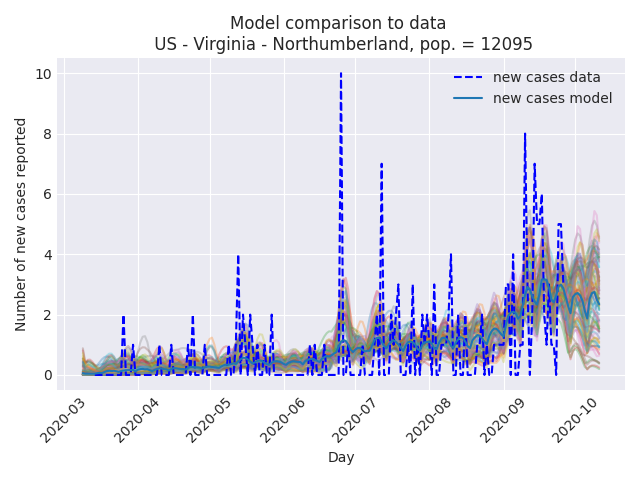 Model comparison to data
US - Virginia - Northumberland, pop. = 12095
new cases data
new cases model
Number of new cases reported
10
8
6
4
2
0
2020-03
2020-04
2020-05
2020-06
2020-07
2020-08
2020-09
2020-10
Day